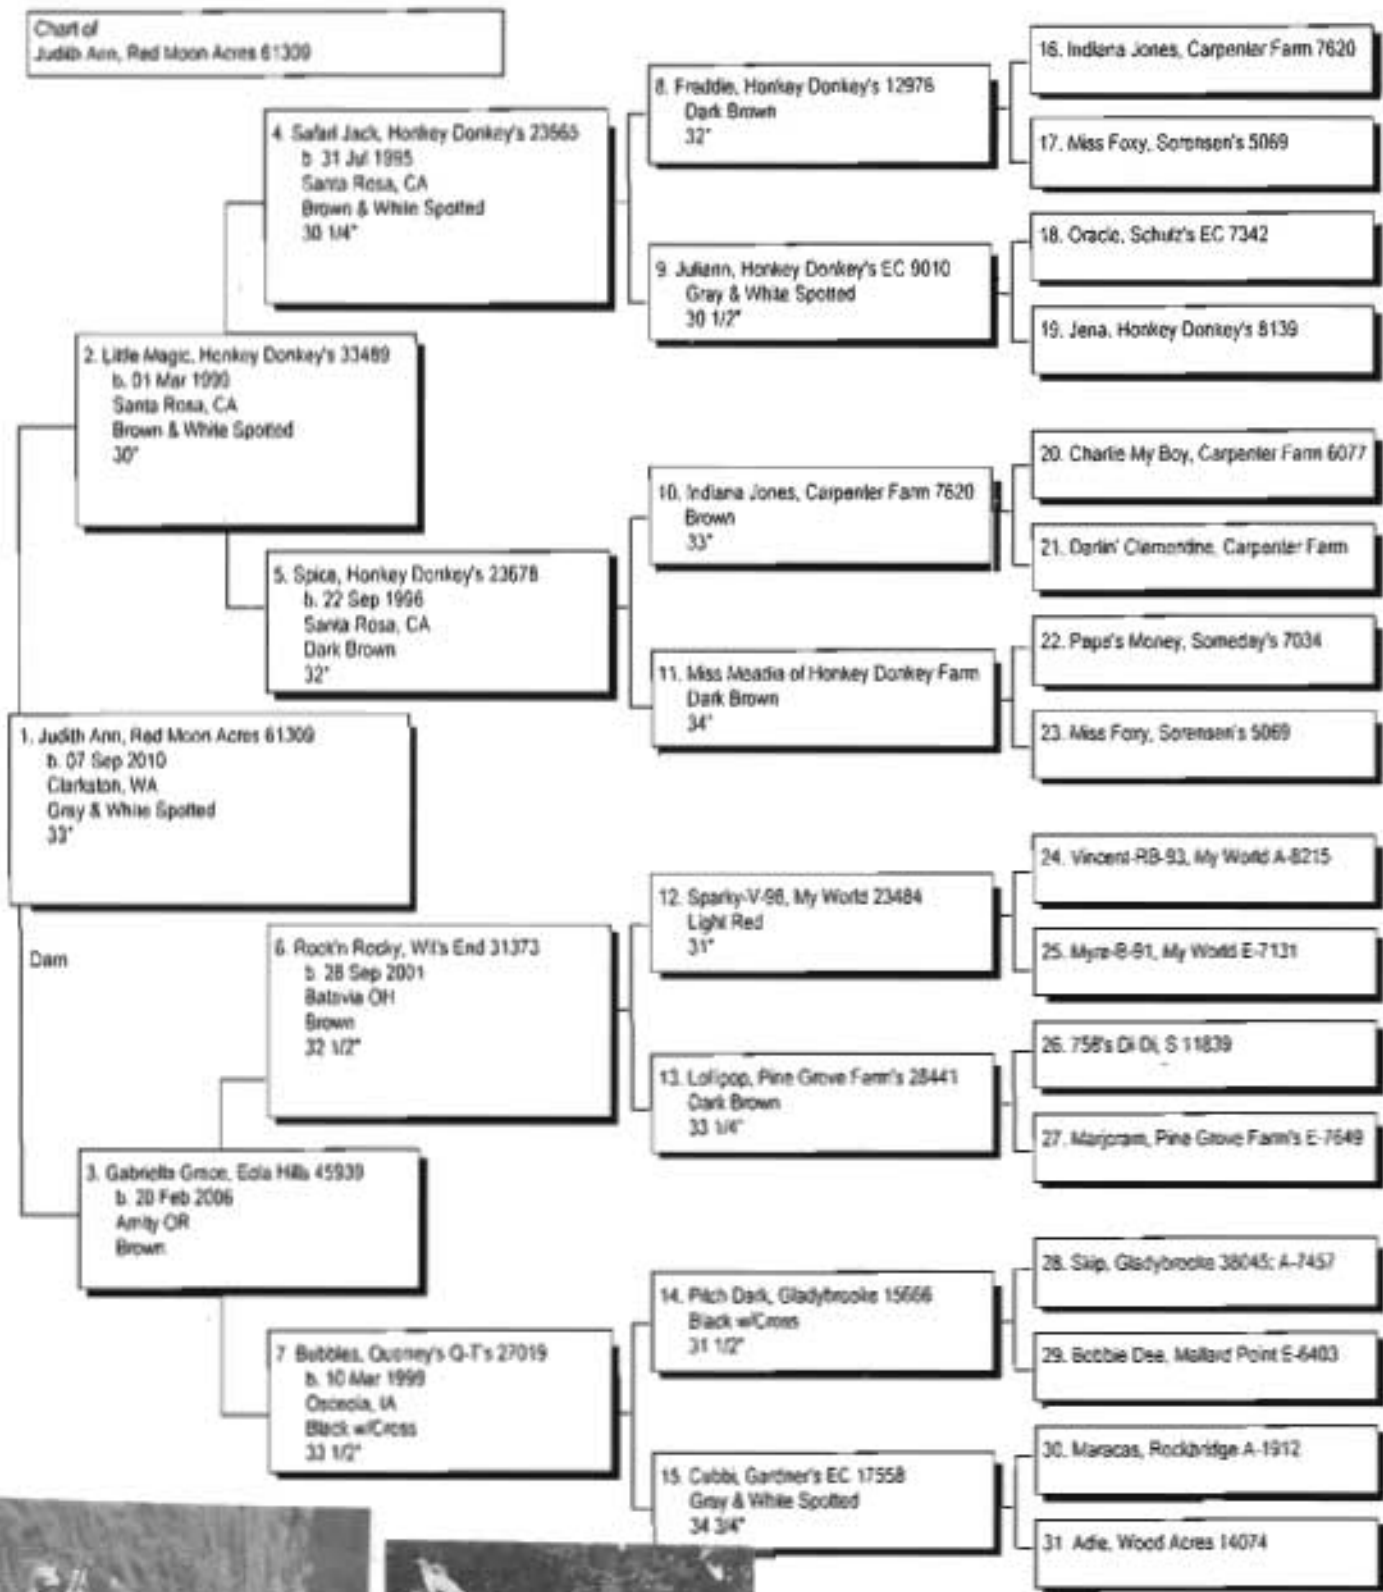 Chart of
Judith Ann, Red Moon Acres 61309
1. Judith Ann, Red Moon Acres 61309
b. 07 Sep 2010
Clarkston, WA
Gray & White Spotted
33"
Dam
2. Little Magic, Honkey Donkey's 33489
b. 01 Mar 1999
Santa Rosa, CA
Brown & White Spotted
30"
3. Gabriella Grace, Eola Hills 45939
b. 20 Feb 2006
Amity OR
Brown
4. Safari Jack, Honkey Donkey's 23565
b 31 Jul 1995
Santa Rosa, CA
Brown & White Spotted
30 1/4"
5. Spice, Honkey Donkey's 23678
b. 22 Sep 1996
Santa Rosa, CA
Dark Brown
32"
6. Rock'n Rocky, Wit's End 31373
b. 28 Sep 2001
Batavia OH
Brown
32 1/2"
7 Bubbles, Q-T's 27019
b. 10 Mar 1999
Osceola, IA
Black w/Cross
33 1/2"
8. Freddie, Honkey Donkey's 12976
Dark Brown
32"
9. Juliann, Honkey Donkey's EC 9010
Gray & White Spotted
30 1/2"
10. Indiana Jones, Carpenter Farm 7620
Brown
33"
11. Miss Meadie of Honkey Donkey Farm
Dark Brown
34"
12. Sparky-V-98, My World 23484
Light Red
31"
13. Lollipop, Pine Grove Farm's 28441
Dark Brown
33 1/4"
14. Pitch Dark, Gladybrooke 15666
Black w/Cross
31 1/2"
15. Cubbi, Gardner's EC 17558
Gray & White Spotted
34 3/4"
16. Indiana Jones, Carpenter Farm 7620
17. Miss Foxy, Sorensen's 5069
18. Oracle, Schulz's EC 7342
19. Jena, Honkey Donkey's 8139
20. Charlie My Boy, Carpenter Farm 6077
21. Darlin' Clementine, Carpenter Farm
22. Papa's Money, Someday's 7034
23. Miss Foxy, Sorensen's 5069
24. Vincent-RB-93, My World A-8215
25. Myra-B-91, My World E-7131
26. 758's Di Di, S 11839
27. Marjoram, Pine Grove Farm's E-7649
28. Skip, Gladybrooke 38045; A-7457
29. Bobbie Dee, Mallard Point E-6403
30. Maracas, Rockbridge A-1912
31 Adie, Wood Acres 14074